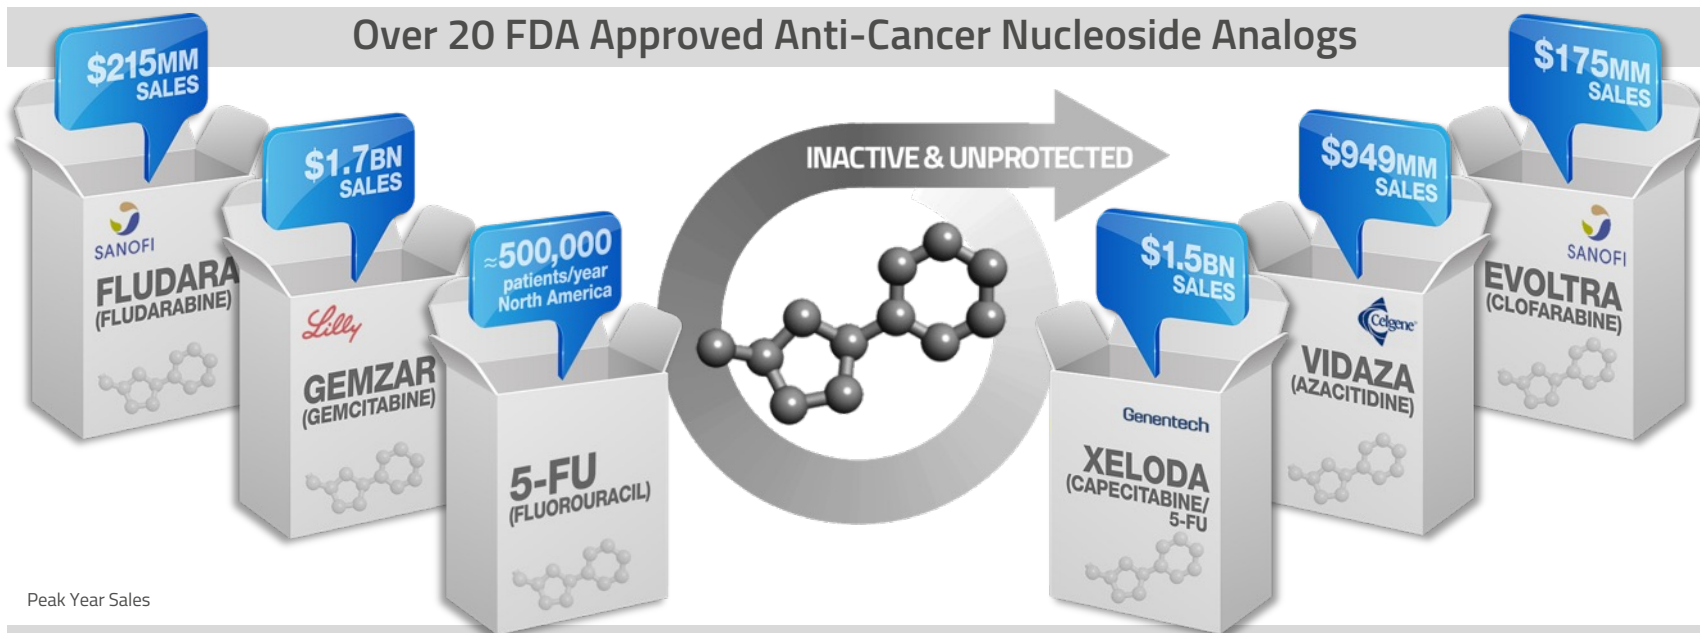 Over 20 FDA Approved Anti-Cancer Nucleoside Analogs
$215MM
SALES
SANOFI
FLUDARA
(FLUDARABINE)
$1.7BN
SALES
Lilly
GEMZAR
(GEMCITABINE)
≈500,000
patients/year
North America
5-FU
(FLUOROURACIL)
INACTIVE & UNPROTECTED
$1.5BN
SALES
Genentech
XELODA
(CAPECITABINE/
5-FU
$949MM
SALES
Celgene
VIDAZA
(AZACITIDINE)
$175MM
SALES
SANOFI
EVOLTRA
(CLOFARABINE)
Peak Year Sales